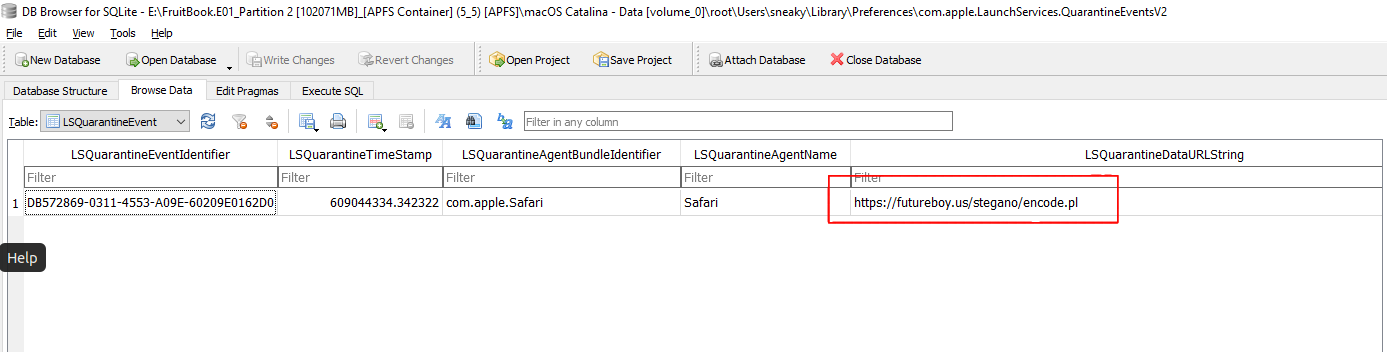 DB Browser for SQLite - E:\FruitBook.E01_Partition 2 [102071MB]_[APFS Container] (5_5) [APFS]\macOS Catalina - Data [volume_0]\root\Users\sneaky\Library\Preferences\com.apple.LaunchServices.QuarantineEventsV2
File Edit View Tools Help
New Database Open Database Write Changes Revert Changes Open Project Save Project Attach Database Close Database
Database Structure Browse Data Edit Pragmas Execute SQL
Table: LSQuarantineEvent Filter in any column
LSQuarantineEventIdentifier LSQuarantineTimeStamp LSQuarantineAgentBundleIdentifier LSQuarantineAgentName LSQuarantineDataURLString
Filter Filter Filter Filter Filter
1 DB572869-0311-4553-A09E-60209E0162D0 609044334.342322 com.apple.Safari Safari https://futureboy.us/stegano/encode.pl
Help